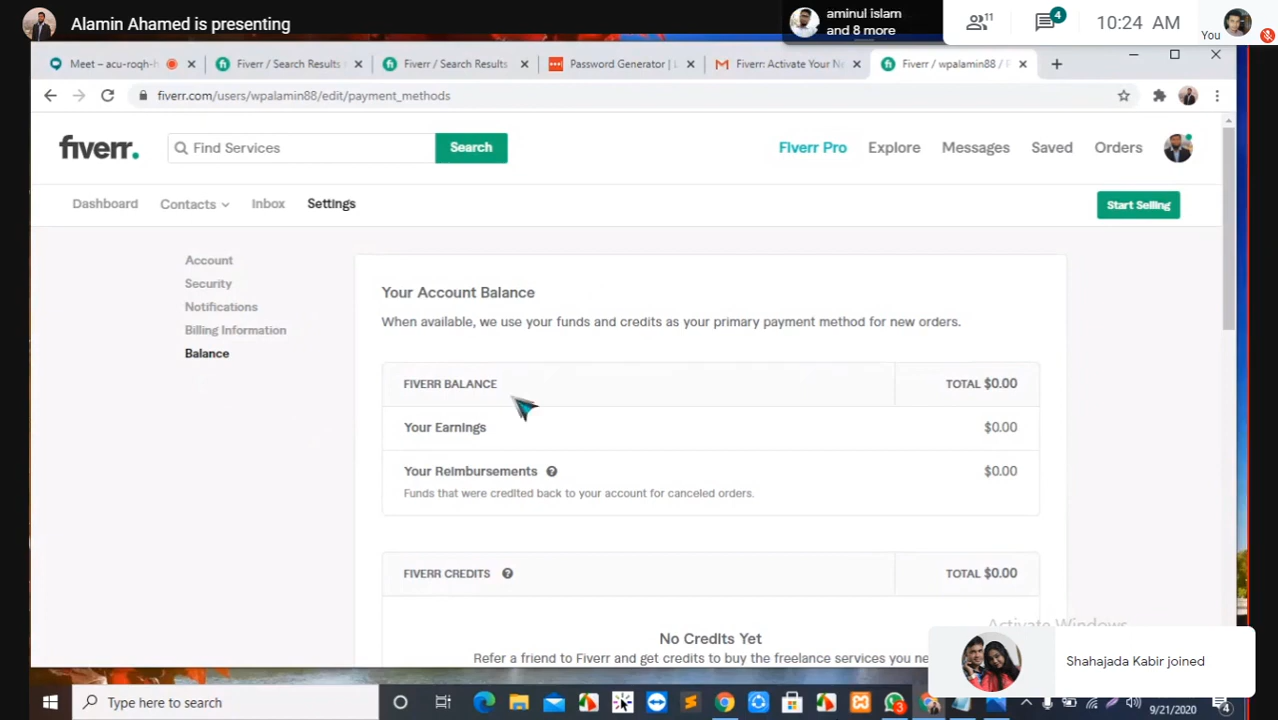 Alamin Ahamed is presenting
aminul islam
and 8 more
11
4
10:24 AM
You
Meet – acu-roqh-
Fiverr / Search Results
Fiverr / Search Results
Password Generator | L
Fiverr: Activate Your Ne
Fiverr / wpalamin88 / P
fiverr.com/users/wpalamin88/edit/payment_methods
fiverr.
Find Services
Search
Fiverr Pro
Explore
Messages
Saved
Orders
Dashboard
Contacts
Inbox
Settings
Start Selling
Account
Security
Notifications
Billing Information
Balance
Your Account Balance
When available, we use your funds and credits as your primary payment method for new orders.
FIVERR BALANCE
TOTAL $0.00
Your Earnings
$0.00
Your Reimbursements
$0.00
Funds that were credited back to your account for canceled orders.
FIVERR CREDITS
TOTAL $0.00
No Credits Yet
Refer a friend to Fiverr and get credits to buy the freelance services you ne
Activate Windows
Shahajada Kabir joined
Type here to search
3
9/21/2020
4